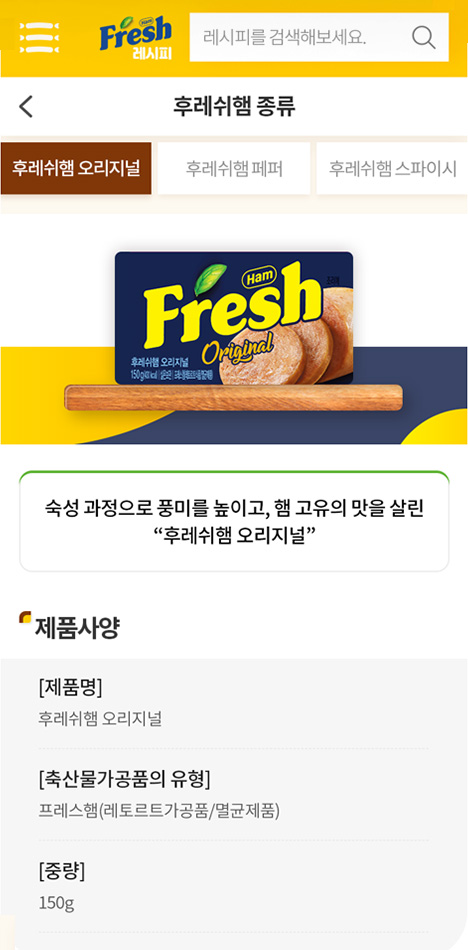 Ham
Fresh
레시피
레시피를 검색해보세요.
후레쉬햄 종류
후레쉬햄 오리지널
후레쉬햄 페퍼
후레쉬햄 스파이시
Ham
Fresh
Original
후레쉬햄 오리지널
150g
숙성 과정으로 풍미를 높이고, 햄 고유의 맛을 살린
“후레쉬햄 오리지널”
제품사양
[제품명]
후레쉬햄 오리지널
[축산물가공품의 유형]
프레스햄(레토르트가공품/멸균제품)
[중량]
150g